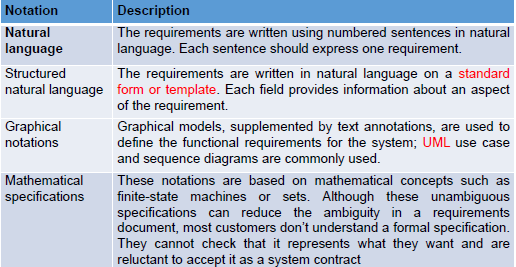 Notation Description
Natural The requirements are written using numbered sentences in natural
language language. Each sentence should express one requirement.
Structured The requirements are written in natural language on a standard
natural language form or template. Each field provides information about an aspect
of the requirement.
Graphical Graphical models, supplemented by text annotations, are used to
notations define the functional requirements for the system; UML use case
and sequence diagrams are commonly used.
Mathematical These notations are based on mathematical concepts such as
specifications finite-state machines or sets. Although these unambiguous
specifications can reduce the ambiguity in a requirements
document, most customers don't understand a formal specification.
They cannot check that it represents what they want and are
reluctant to accept it as a system contract